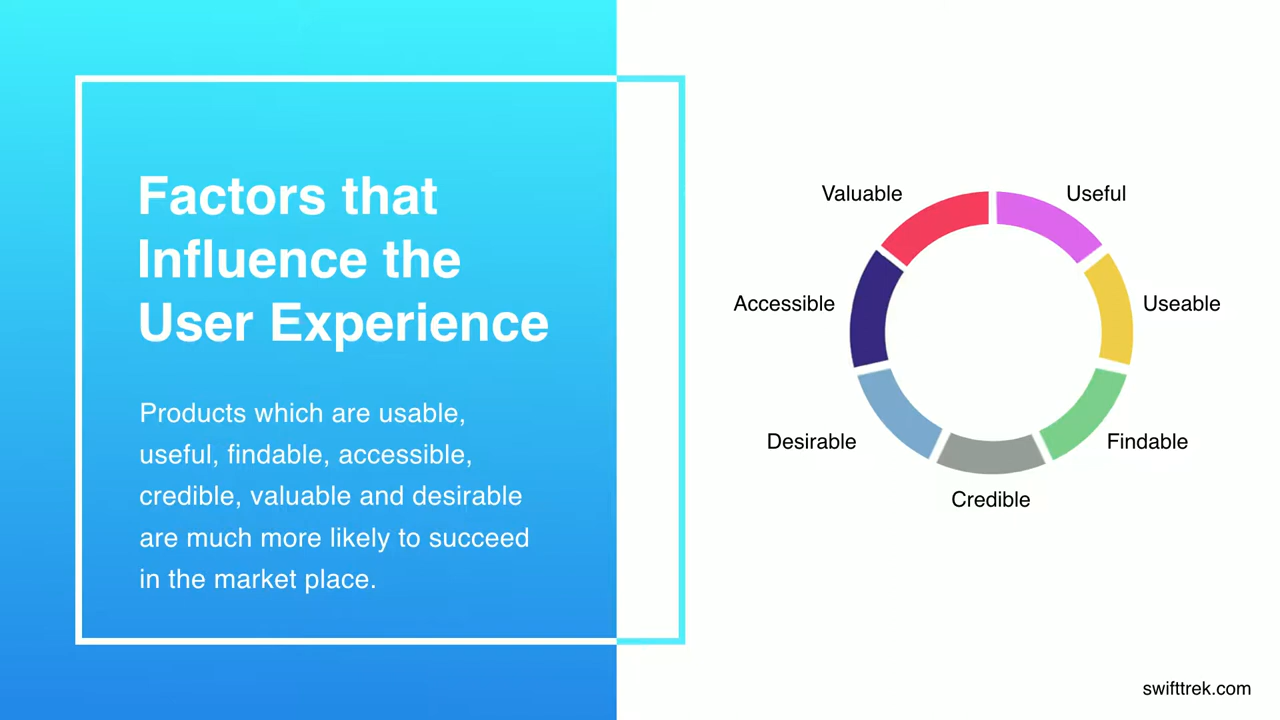 Factors that
Influence the
User Experience
Products which are usable,
useful, findable, accessible,
credible, valuable and desirable
are much more likely to succeed
in the market place.
Valuable
Useful
Accessible
Useable
Desirable
Findable
Credible
swifttrek.com